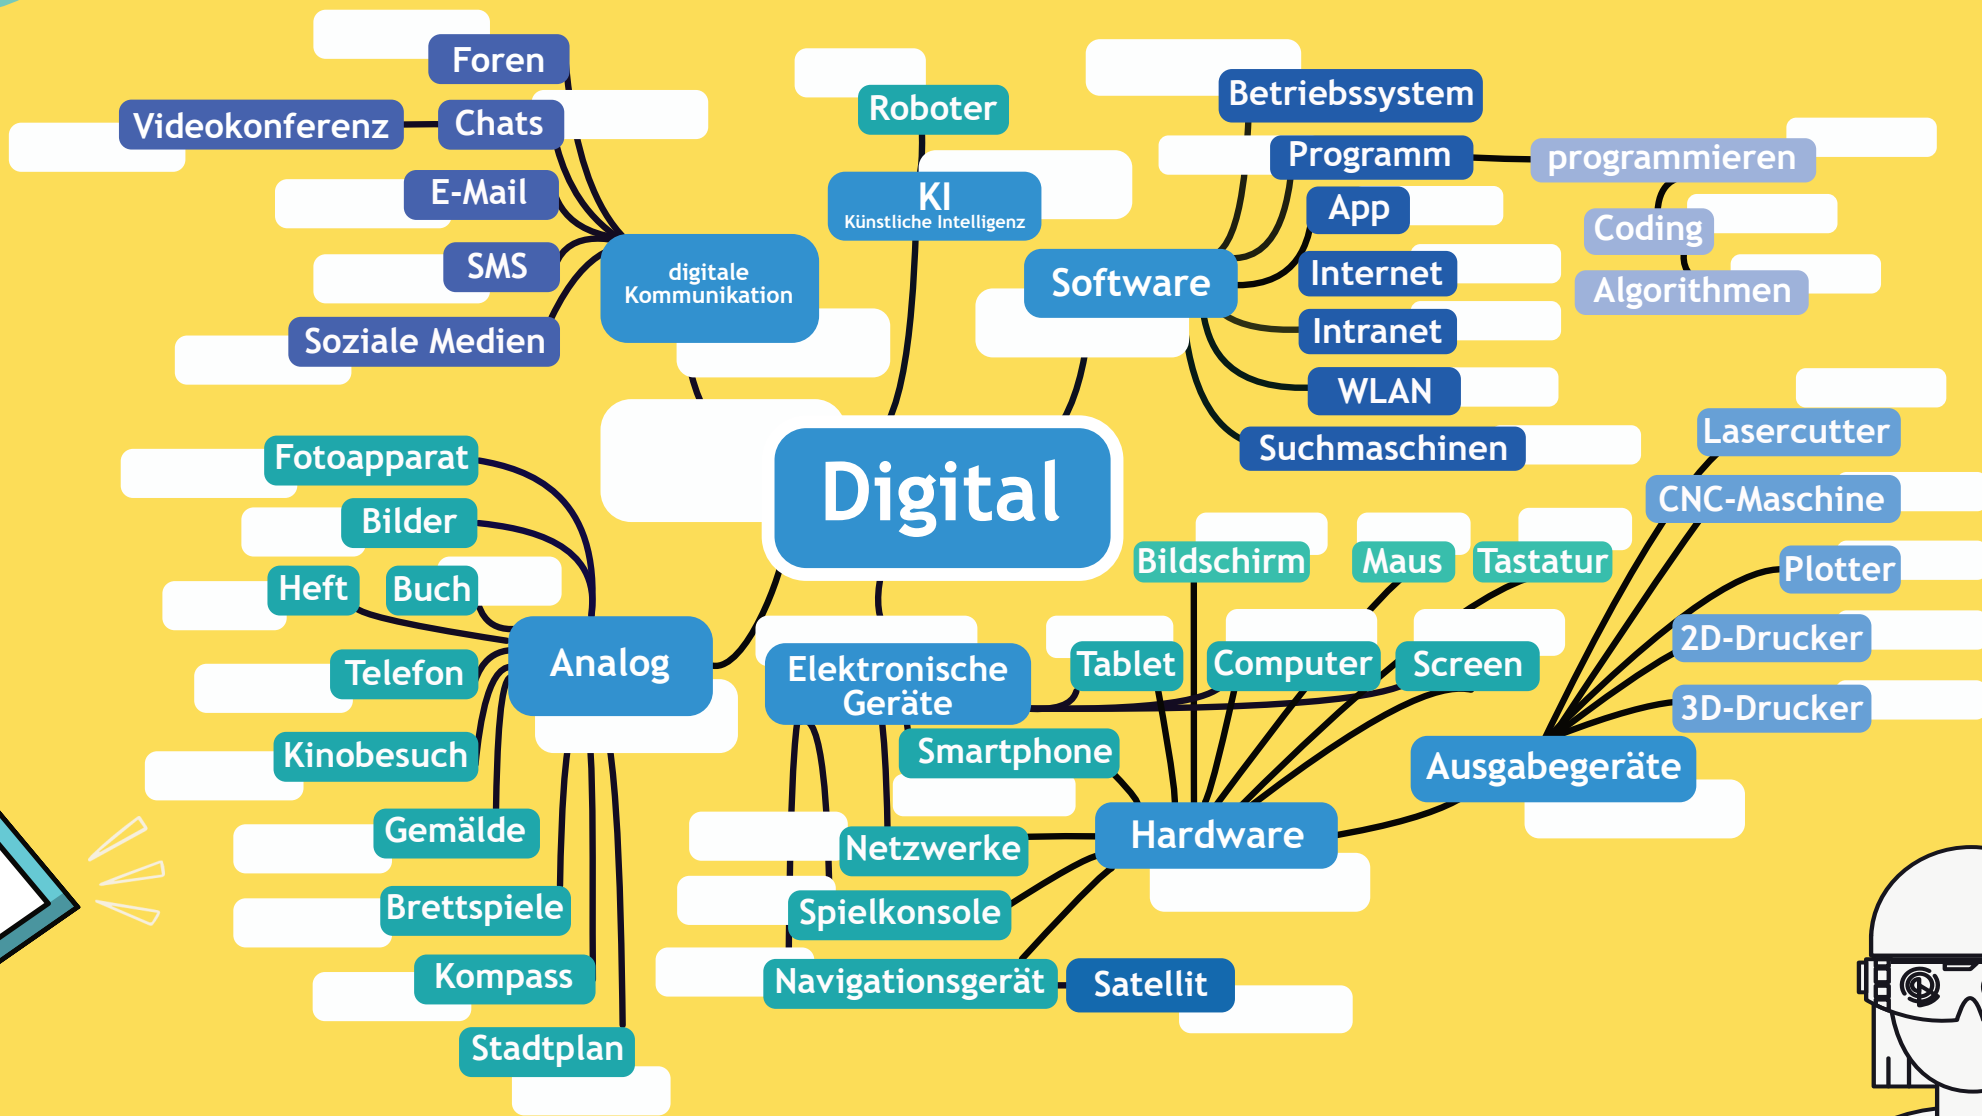 Foren
Videokonferenz
Chats
E-Mail
SMS
Soziale Medien
digitale
Kommunikation
Roboter
KI
Künstliche Intelligenz
Betriebssystem
Programm
programmieren
App
Coding
Internet
Algorithmen
Software
Intranet
WLAN
Suchmaschinen
Digital
Fotoapparat
Bilder
Heft
Buch
Analog
Telefon
Kinobesuch
Gemälde
Brettspiele
Kompass
Stadtplan
Elektronische
Geräte
Bildschirm
Maus
Tastatur
Tablet
Computer
Screen
Smartphone
Netzwerke
Spielkonsole
Navigationsgerät
Satellit
Hardware
Lasercutter
CNC-Maschine
Plotter
2D-Drucker
3D-Drucker
Ausgabegeräte